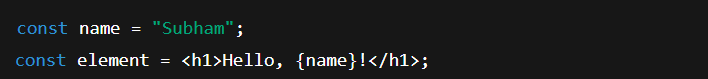 const name = "Subham";
const element = <h1>Hello, {name}!</h1>;